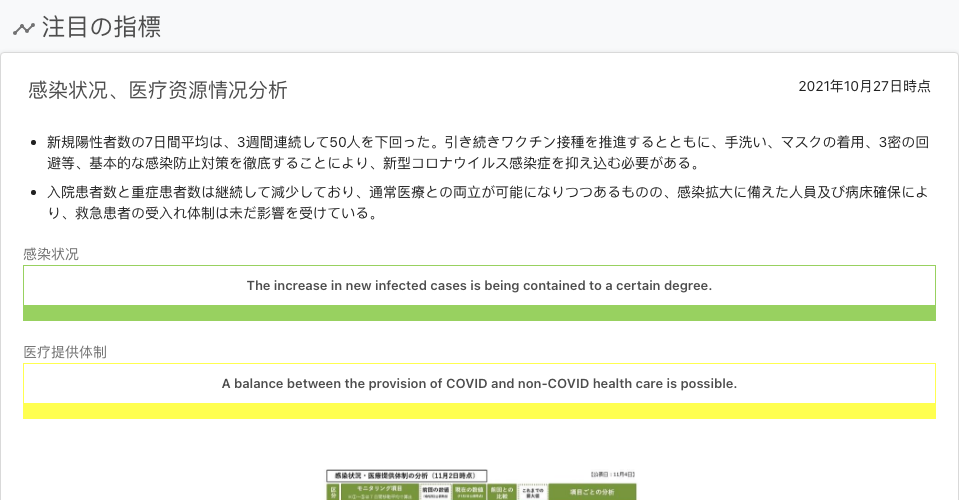 注目の指標
感染状况、医疗资源情况分析
2021年10月27日時点
新規陽性者数の7日間平均は、3週間連続して50人を下回った。引き続きワクチン接種を推進するとともに、手洗い、マスクの着用、3密の回
避等、基本的な感染防止対策を徹底することにより、新型コロナウイルス感染症を抑え込む必要がある。
入院患者数と重症患者数は継続して減少しており、通常医療との両立が可能になりつつあるものの、感染拡大に備えた人員及び病床確保によ
り、救急患者の受入れ体制は未だ影響を受けている。
感染状况
The increase in new infected cases is being contained to a certain degree.
医疗提供体制
A balance between the provision of COVID and non-COVID health care is possible.
感染状況・医療提供体制の分析（11月2日時点）
区分
モニタリング項目
前回の数値
現在の数値
前回との
比較
これまでの
最大値
項目ごとの分析